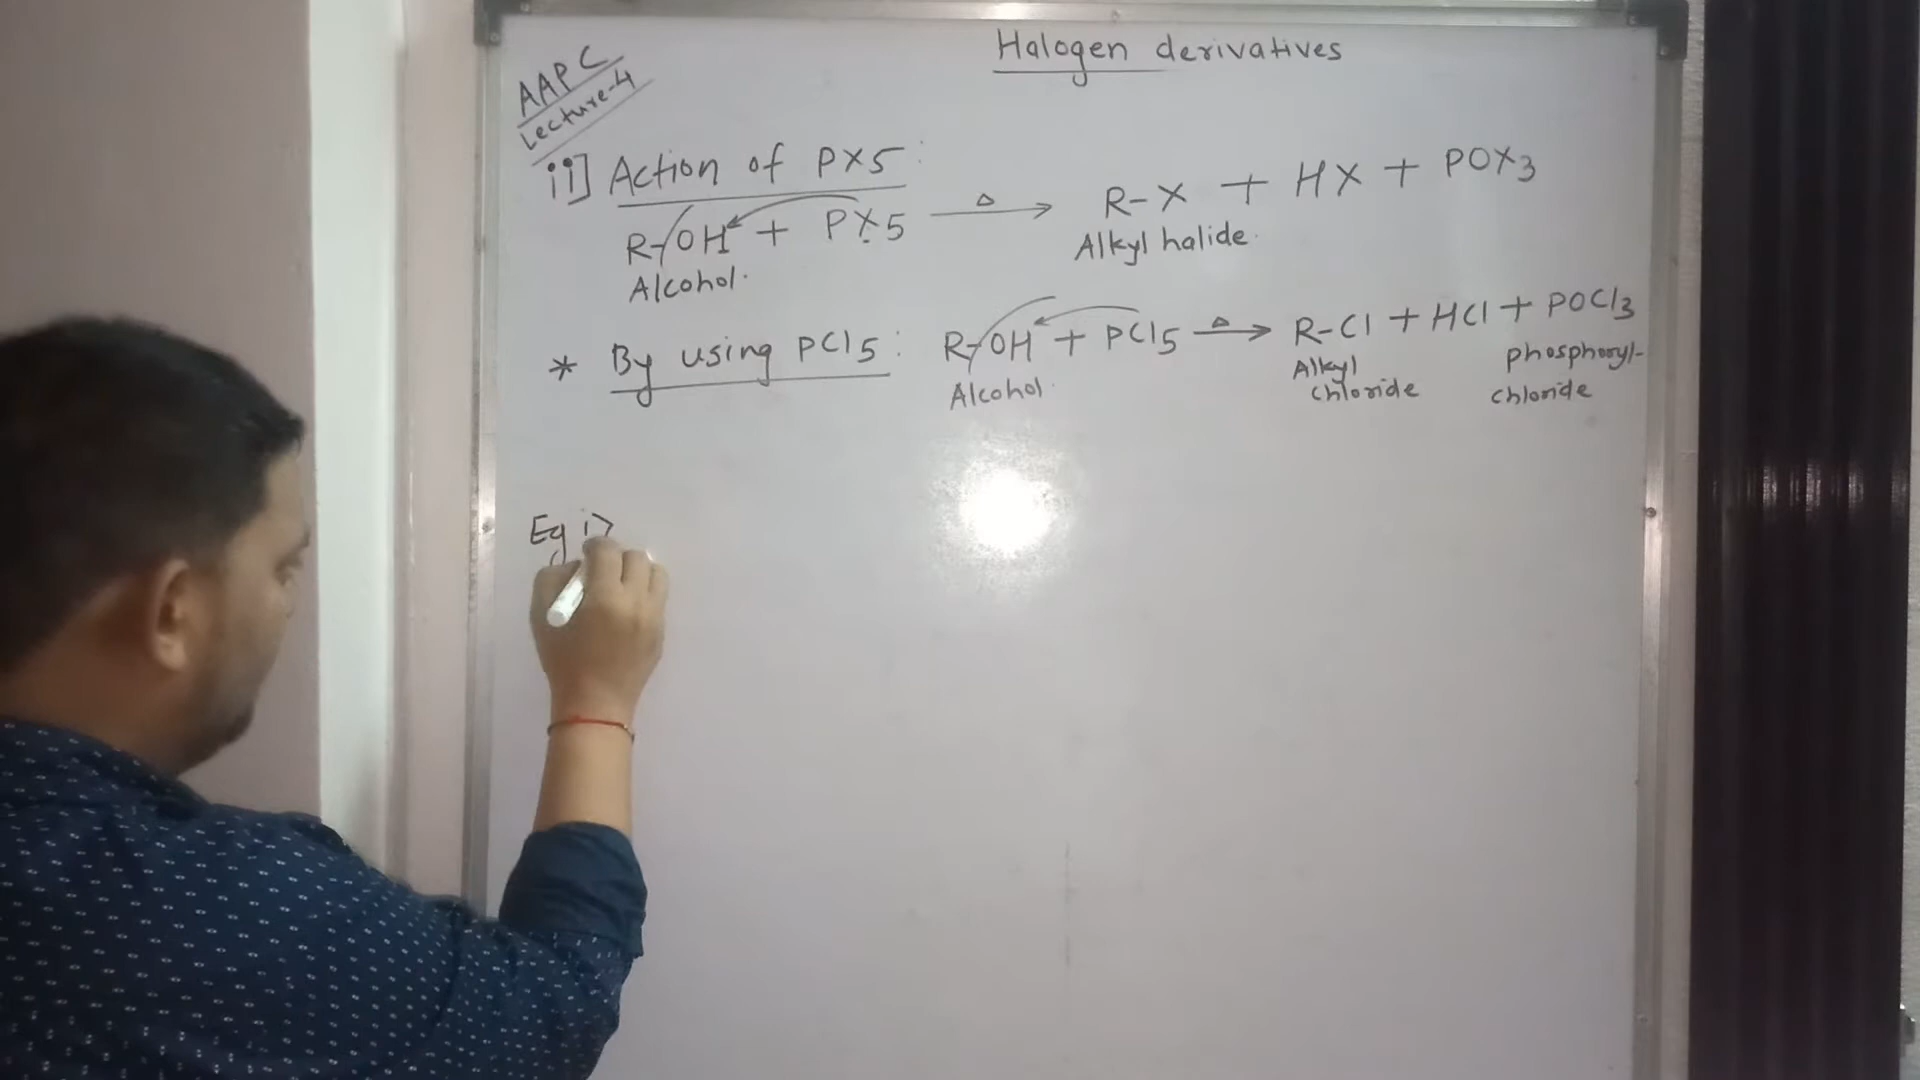 Halogen derivatives
AAPC
Lecture-4
ii] Action of PX5:
R-OH + PX5 —Δ→ R-X + HX + POX3
Alcohol. Alkyl halide.
* By using PCl5: R-OH + PCl5 —Δ→ R-Cl + HCl + POCl3
Alcohol. Alkyl chloride phosphoryl-chloride
Eg i>